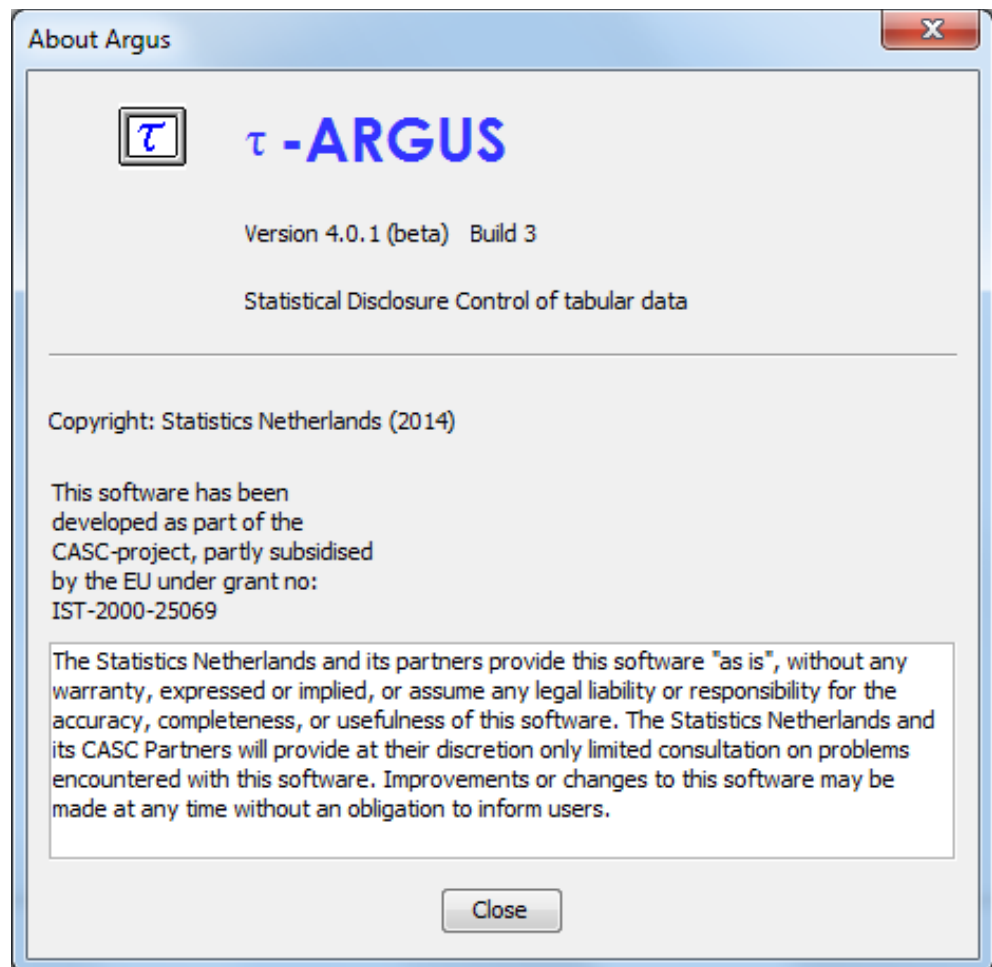 About Argus
x
τ
τ -ARGUS
Version 4.0.1 (beta) Build 3
Statistical Disclosure Control of tabular data
Copyright: Statistics Netherlands (2014)
This software has been
developed as part of the
CASC-project, partly subsidised
by the EU under grant no:
IST-2000-25069
The Statistics Netherlands and its partners provide this software "as is", without any
warranty, expressed or implied, or assume any legal liability or responsibility for the
accuracy, completeness, or usefulness of this software. The Statistics Netherlands and
its CASC Partners will provide at their discretion only limited consultation on problems
encountered with this software. Improvements or changes to this software may be
made at any time without an obligation to inform users.
Close